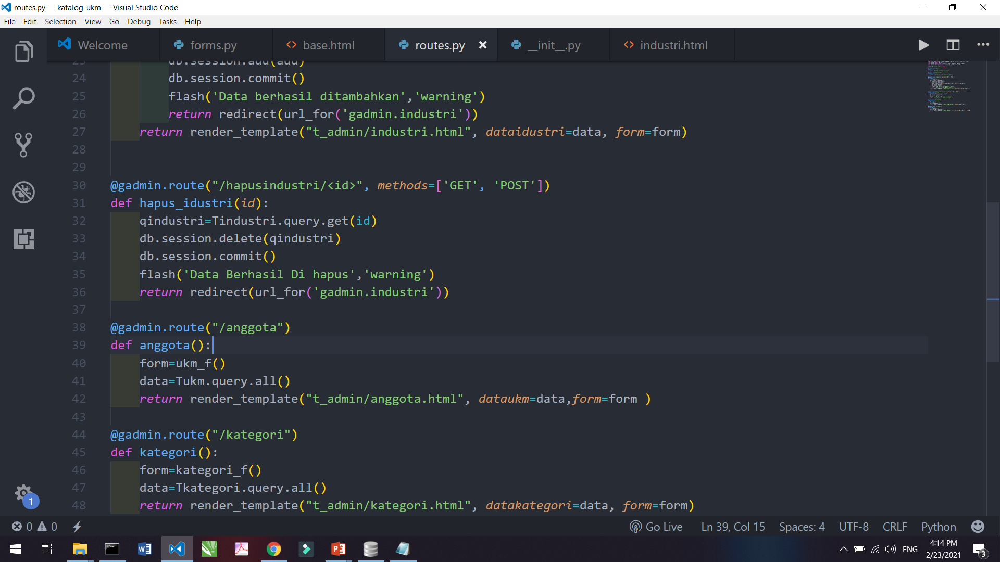 routes.py — katalog-ukm — Visual Studio Code
File Edit Selection View Go Debug Tasks Help
Welcome forms.py base.html routes.py __init__.py industri.html
23 db.session.add(add)
24 db.session.commit()
25 flash('Data berhasil ditambahkan','warning')
26 return redirect(url_for('gadmin.industri'))
27 return render_template("t_admin/industri.html", dataidustri=data, form=form)
28
29
30 @gadmin.route("/hapusindustri/<id>", methods=['GET', 'POST'])
31 def hapus_idustri(id):
32 qindustri=Tindustri.query.get(id)
33 db.session.delete(qindustri)
34 db.session.commit()
35 flash('Data Berhasil Di hapus','warning')
36 return redirect(url_for('gadmin.industri'))
37
38 @gadmin.route("/anggota")
39 def anggota():
40 form=ukm_f()
41 data=Tukm.query.all()
42 return render_template("t_admin/anggota.html", dataukm=data,form=form )
43
44 @gadmin.route("/kategori")
45 def kategori():
46 form=kategori_f()
47 data=Tkategori.query.all()
48 return render_template("t_admin/kategori.html", datakategori=data, form=form)
1
0 0 Go Live Ln 39, Col 15 Spaces: 4 UTF-8 CRLF Python
ENG 4:14 PM
2/23/2021 3